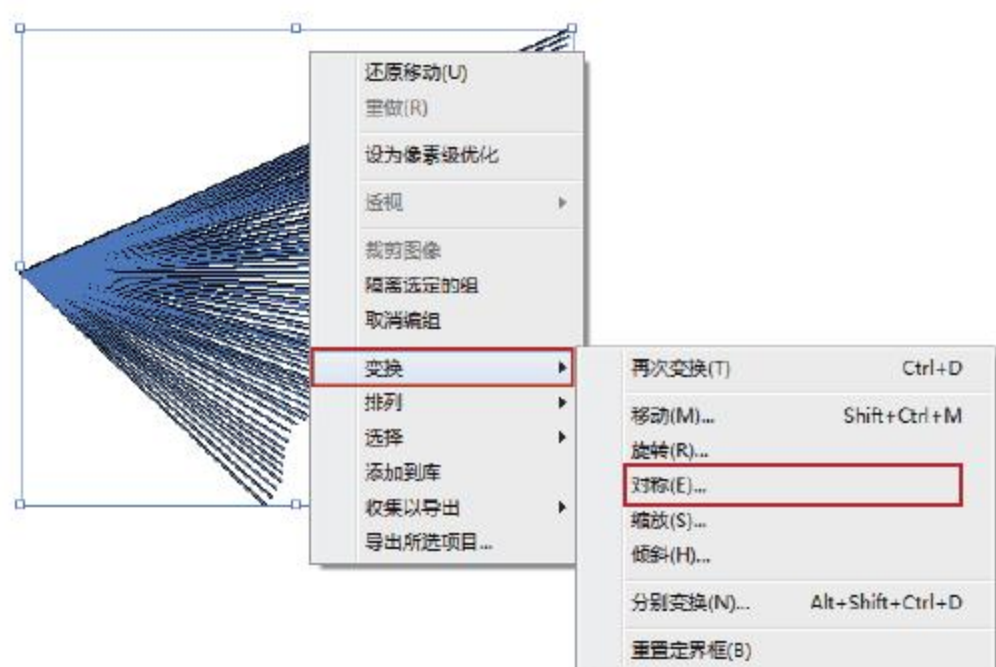 还原移动(U)
重做(R)
设为像素级优化
透视
裁剪图像
隔离选定的组
取消编组
变换
排列
选择
添加到库
收集以导出
导出所选项目...
再次变换(T) Ctrl+D
移动(M)... Shift+Ctrl+M
旋转(R)...
对称(E)...
缩放(S)...
倾斜(H)...
分别变换(N)... Alt+Shift+Ctrl+D
重置定界框(B)